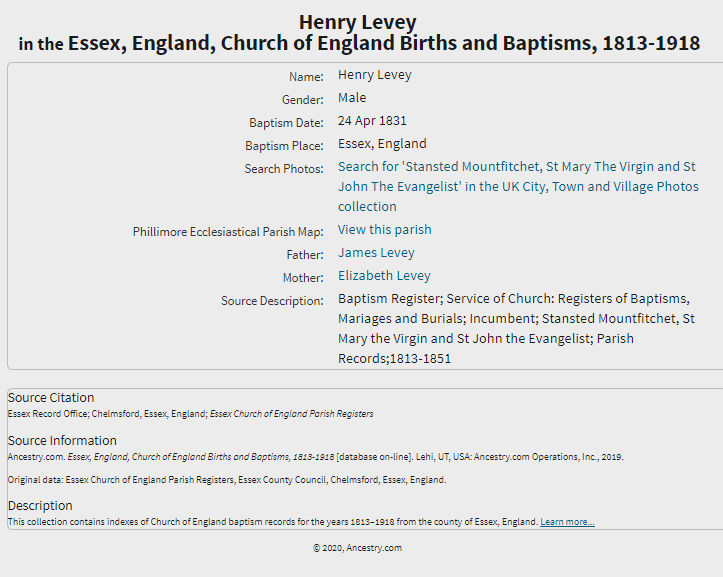 Henry Levey
in the Essex, England, Church of England Births and Baptisms, 1813-1918
Name: Henry Levey
Gender: Male
Baptism Date: 24 Apr 1831
Baptism Place: Essex, England
Search Photos: Search for 'Stansted Mountfitchet, St Mary The Virgin and St
John The Evangelist' in the UK City, Town and Village Photos
collection
Phillimore Ecclesiastical Parish Map: View this parish
Father: James Levey
Mother: Elizabeth Levey
Source Description: Baptism Register; Service of Church: Registers of Baptisms,
Mariages and Burials; Incumbent; Stansted Mountfitchet, St
Mary the Virgin and St John the Evangelist; Parish
Records;1813-1851
Source Citation
Essex Record Office; Chelmsford, Essex, England; Essex Church of England Parish Registers
Source Information
Ancestry.com. Essex, England, Church of England Births and Baptisms, 1813-1918 [database on-line]. Lehi, UT, USA: Ancestry.com Operations, Inc., 2019.
Original data: Essex Church of England Parish Registers, Essex County Council, Chelmsford, Essex, England.
Description
This collection contains indexes of Church of England baptism records for the years 1813–1918 from the county of Essex, England. Learn more...
© 2020, Ancestry.com